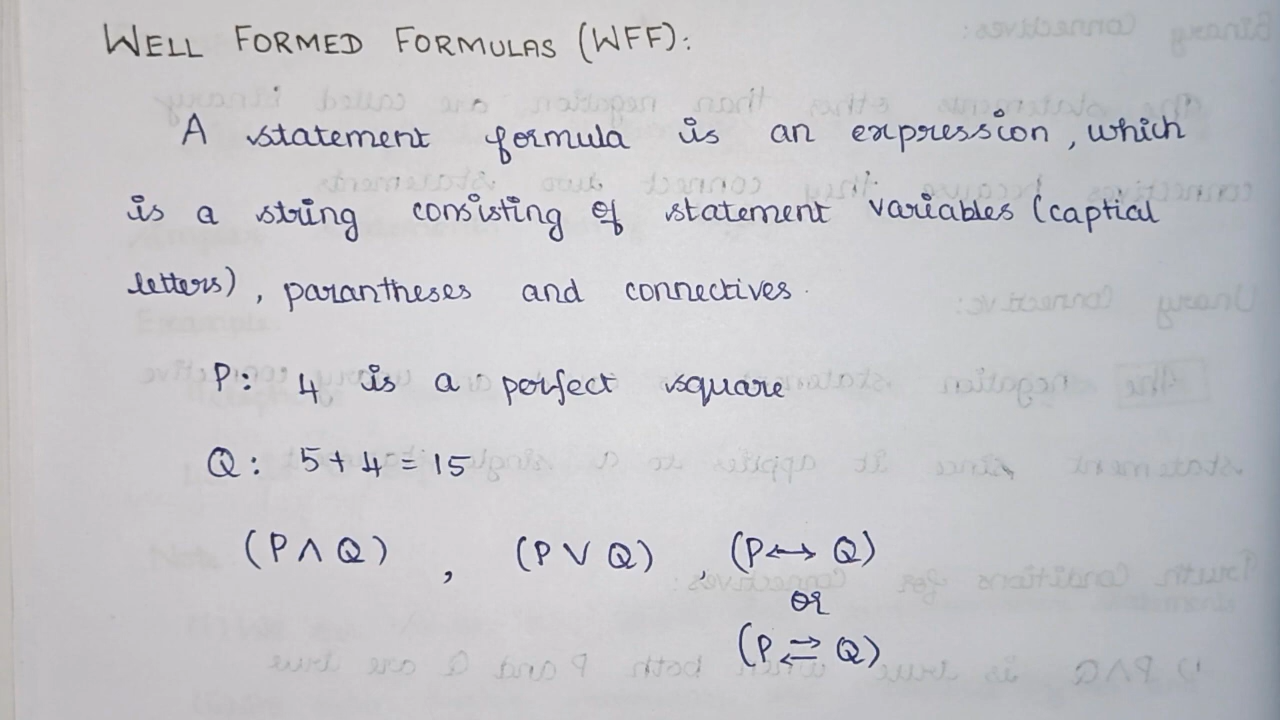 WELL FORMED FORMULAS (WFF):
A statement formula is an expression, which
is a string consisting of statement variables (captial
letters), parantheses and connectives.
P: 4 is a perfect square
Q: 5+4=15
(P∧Q), (P∨Q), (P↔Q)
or
(P⇄Q)